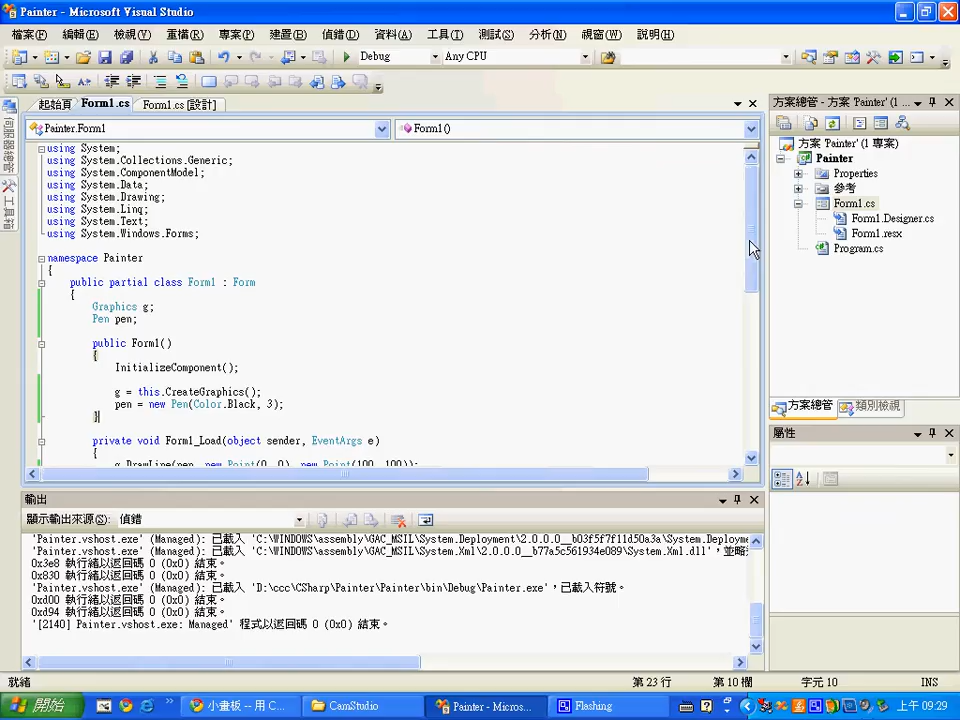 Painter - Microsoft Visual Studio
檔案(F) 編輯(E) 檢視(V) 重構(R) 專案(P) 建置(B) 偵錯(D) 資料(A) 工具(T) 測試(S) 分析(N) 視窗(W) 說明(H)
Debug Any CPU
起始頁 Form1.cs Form1.cs [設計]
Painter.Form1 Form1()
using System;
using System.Collections.Generic;
using System.ComponentModel;
using System.Data;
using System.Drawing;
using System.Linq;
using System.Text;
using System.Windows.Forms;
namespace Painter
{
public partial class Form1 : Form
{
Graphics g;
Pen pen;
public Form1()
{
InitializeComponent();
g = this.CreateGraphics();
pen = new Pen(Color.Black, 3);
}
private void Form1_Load(object sender, EventArgs e)
{
g.DrawLine(pen, new Point(0, 0), new Point(100, 100));
伺服器總管
工具箱
方案總管 - 方案 'Painter' (1 ...
方案 'Painter' (1 專案)
Painter
Properties
參考
Form1.cs
Form1.Designer.cs
Form1.resx
Program.cs
方案總管 類別檢視
屬性
輸出
顯示輸出來源(S): 偵錯
'Painter.vshost.exe' (Managed): 已載入 'C:\WINDOWS\assembly\GAC_MSIL\System.Deployment\2.0.0.0__b03f5f7f11d50a3a\System.Deployme
'Painter.vshost.exe' (Managed): 已載入 'C:\WINDOWS\assembly\GAC_MSIL\System.Xml\2.0.0.0__b77a5c561934e089\System.Xml.dll'，並略
0x3e8 執行緒以返回碼 0 (0x0) 結束。
0x830 執行緒以返回碼 0 (0x0) 結束。
'Painter.vshost.exe' (Managed): 已載入 'D:\ccc\CSharp\Painter\Painter\bin\Debug\Painter.exe'，已載入符號。
0xd00 執行緒以返回碼 0 (0x0) 結束。
0xd94 執行緒以返回碼 0 (0x0) 結束。
'[2140] Painter.vshost.exe: Managed' 程式以返回碼 0 (0x0) 結束。
就緒 第 23 行 第 10 欄 字元 10 INS
開始 小畫板 -- 用 C... CamStudio Painter - Micros... Flashing 上午 09:29